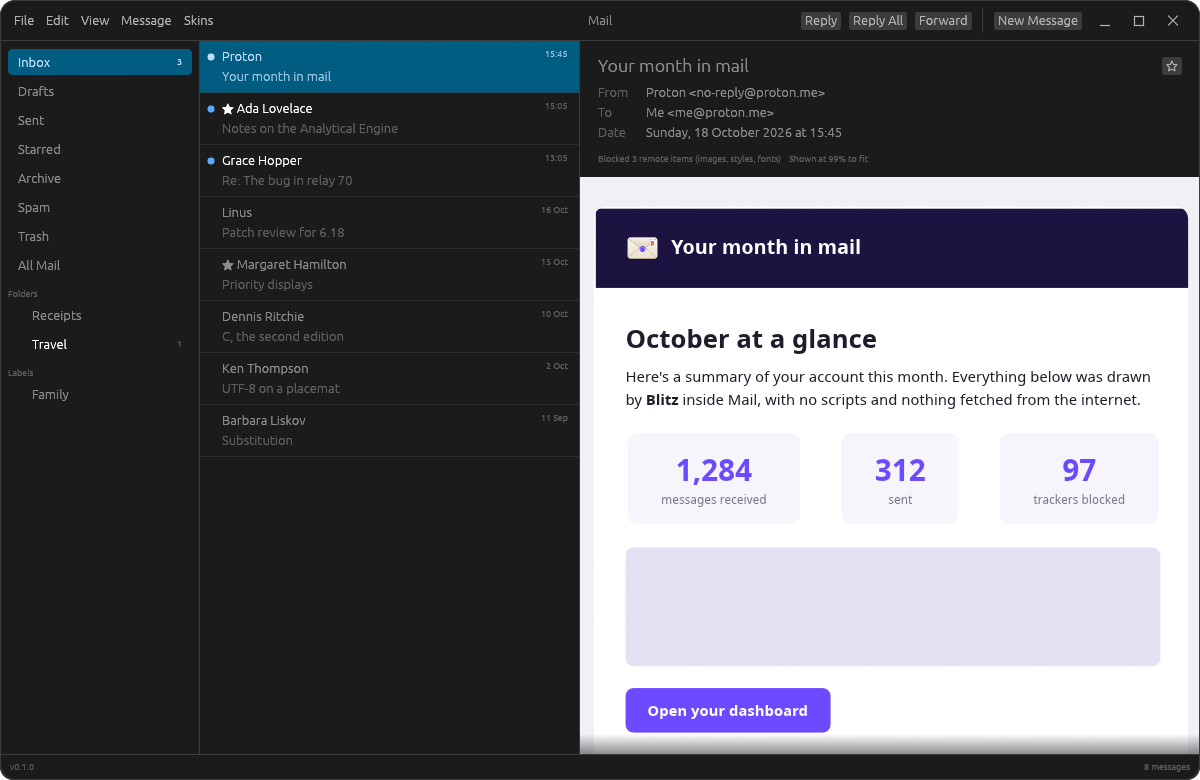 File Edit View Message Skins
Mail
Reply Reply All Forward New Message
Inbox 3
Drafts
Sent
Starred
Archive
Spam
Trash
All Mail
Folders
Receipts
Travel 1
Labels
Family
Proton 15:45
Your month in mail
Ada Lovelace 15:05
Notes on the Analytical Engine
Grace Hopper 13:05
Re: The bug in relay 70
Linus 16 Oct
Patch review for 6.18
Margaret Hamilton 15 Oct
Priority displays
Dennis Ritchie 10 Oct
C, the second edition
Ken Thompson 2 Oct
UTF-8 on a placemat
Barbara Liskov 11 Sep
Substitution
Your month in mail
From Proton <no-reply@proton.me>
To Me <me@proton.me>
Date Sunday, 18 October 2026 at 15:45
Blocked 3 remote items (images, styles, fonts) Shown at 99% to fit
Your month in mail
October at a glance
Here's a summary of your account this month. Everything below was drawn
by Blitz inside Mail, with no scripts and nothing fetched from the internet.
1,284
messages received
312
sent
97
trackers blocked
Open your dashboard
v0.1.0
8 messages